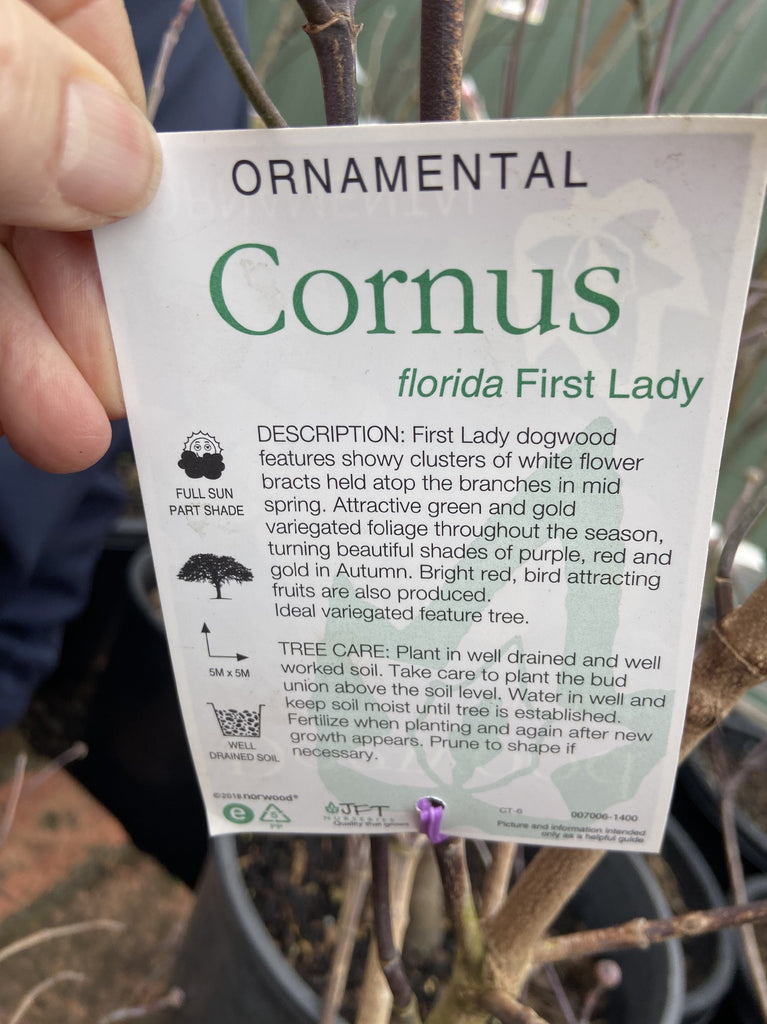 ORNAMENTAL
Cornus
florida First Lady
DESCRIPTION: First Lady dogwood
features showy clusters of white flower
bracts held atop the branches in mid
spring. Attractive green and gold
variegated foliage throughout the season,
turning beautiful shades of purple, red and
gold in Autumn. Bright red, bird attracting
fruits are also produced.
Ideal variegated feature tree.
FULL SUN
PART SHADE
5M x 5M
WELL
DRAINED SOIL
TREE CARE: Plant in well drained and well
worked soil. Take care to plant the bud
union above the soil level. Water in well and
keep soil moist until tree is established.
Fertilize when planting and again after new
growth appears. Prune to shape if
necessary.
©2018 norwood®
e
5
PP
JFT
NURSERIES
Quality that grows
CT-6
007006-1400
Picture and information intended
only as a helpful guide